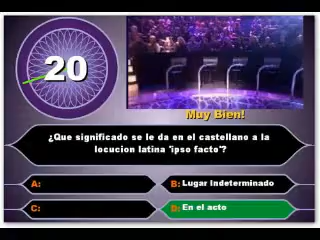 20
Muy Bien!
¿Que significado se le da en el castellano a la
locucion latina 'ipso facto'?
A:
B: Lugar Indeterminado
C:
D: En el acto